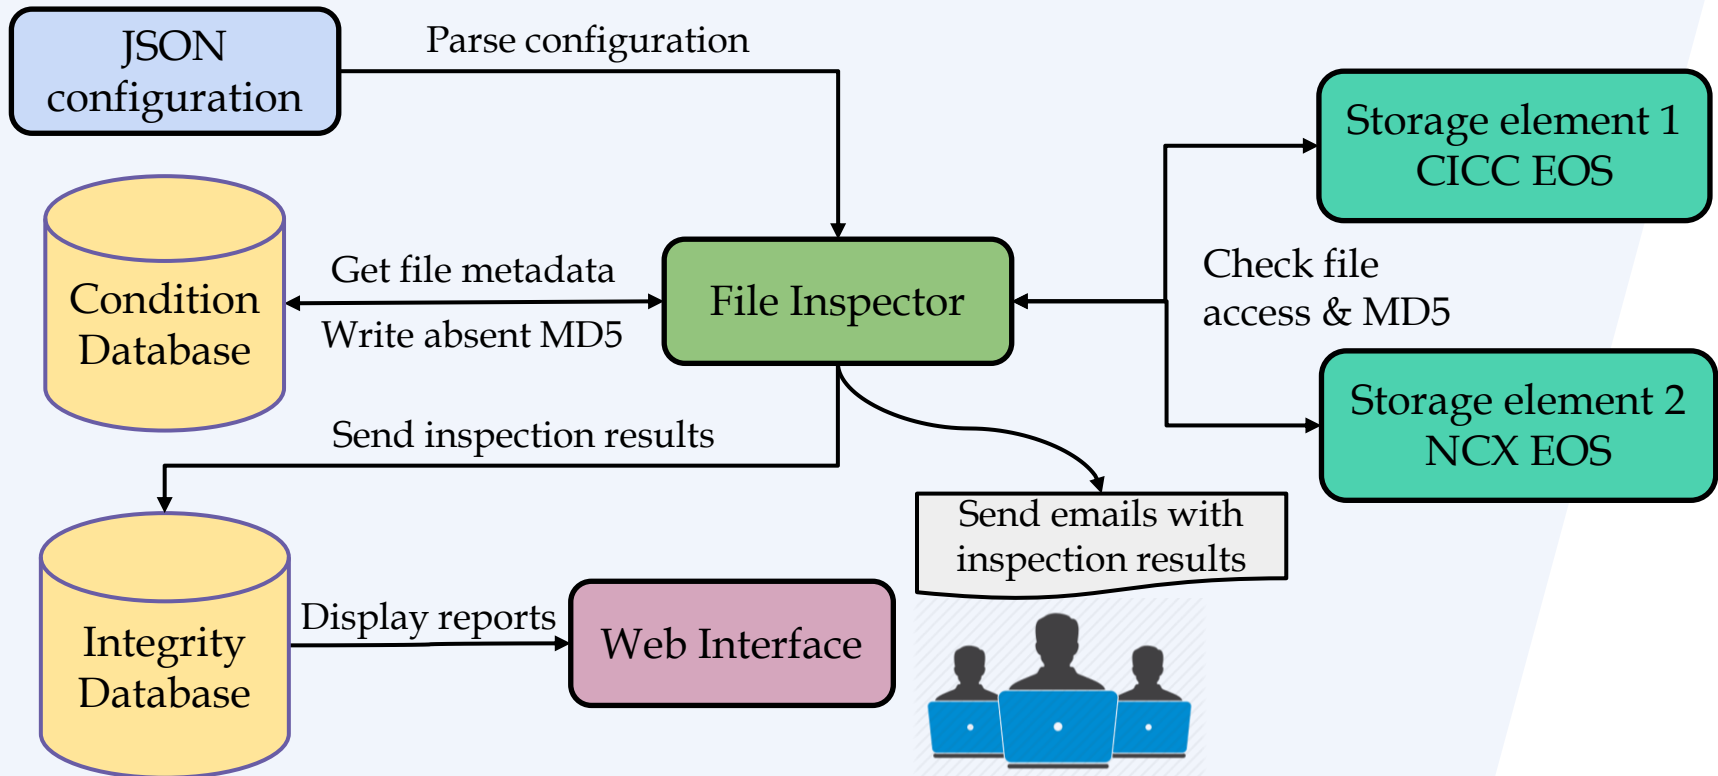 JSON
configuration
Parse configuration
Storage element 1
CICC EOS
Condition
Database
Get file metadata
Write absent MD5
File Inspector
Check file
access & MD5
Storage element 2
NCX EOS
Send inspection results
Send emails with
inspection results
Integrity
Database
Display reports
Web Interface